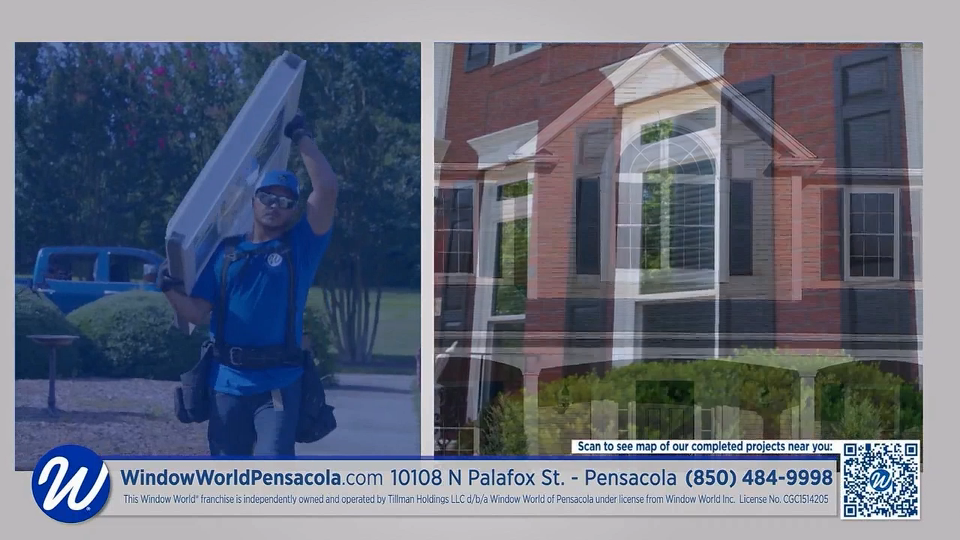 Scan to see map of our completed projects near you:
WindowWorldPensacola.com 10108 N Palafox St. - Pensacola (850) 484-9998
This Window World® franchise is independently owned and operated by Tillman Holdings LLC d/b/a Window World of Pensacola under license from Window World Inc. License No. CGC1514205
W